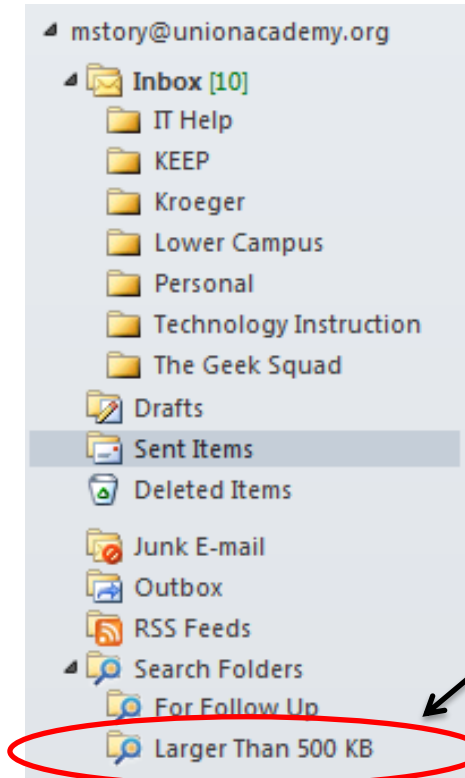 mstory@unionacademy.org
Inbox [10]
IT Help
KEEP
Kroeger
Lower Campus
Personal
Technology Instruction
The Geek Squad
Drafts
Sent Items
Deleted Items
Junk E-mail
Outbox
RSS Feeds
Search Folders
For Follow Up
Larger Than 500 KB